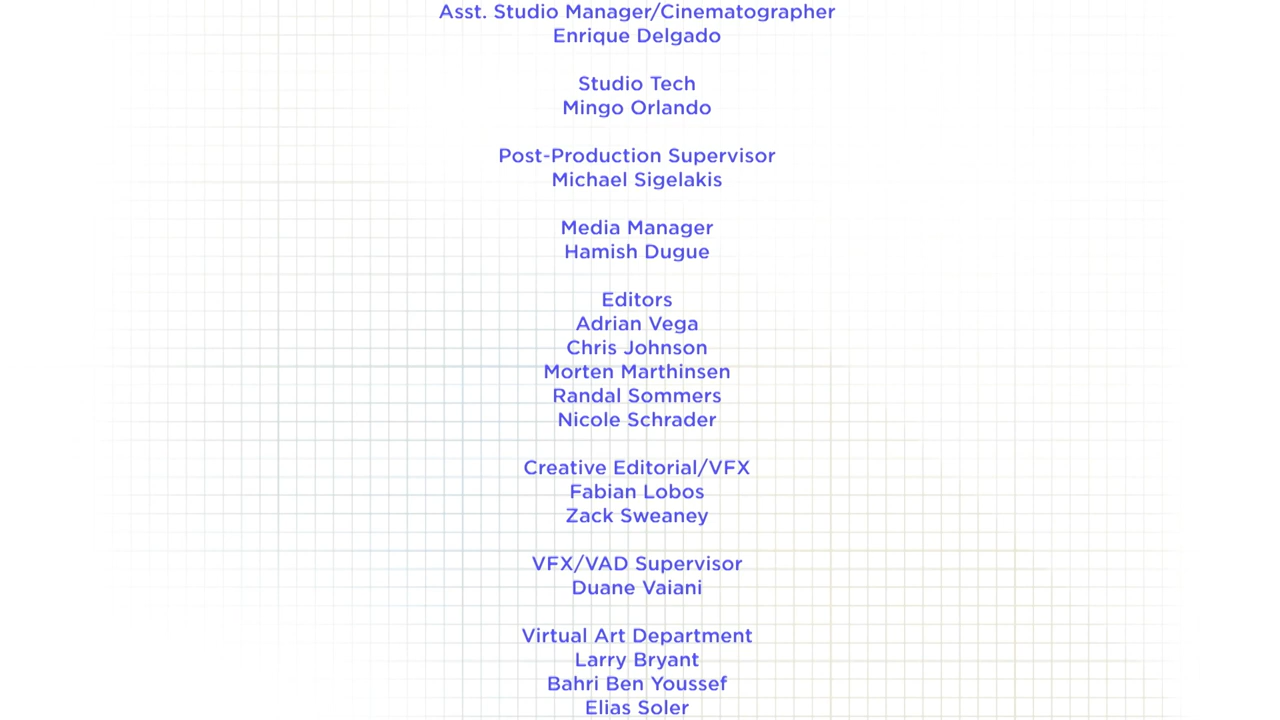 Asst. Studio Manager/Cinematographer
Enrique Delgado
Studio Tech
Mingo Orlando
Post-Production Supervisor
Michael Sigelakis
Media Manager
Hamish Dugue
Editors
Adrian Vega
Chris Johnson
Morten Marthinsen
Randal Sommers
Nicole Schrader
Creative Editorial/VFX
Fabian Lobos
Zack Sweaney
VFX/VAD Supervisor
Duane Vaiani
Virtual Art Department
Larry Bryant
Bahri Ben Youssef
Elias Soler